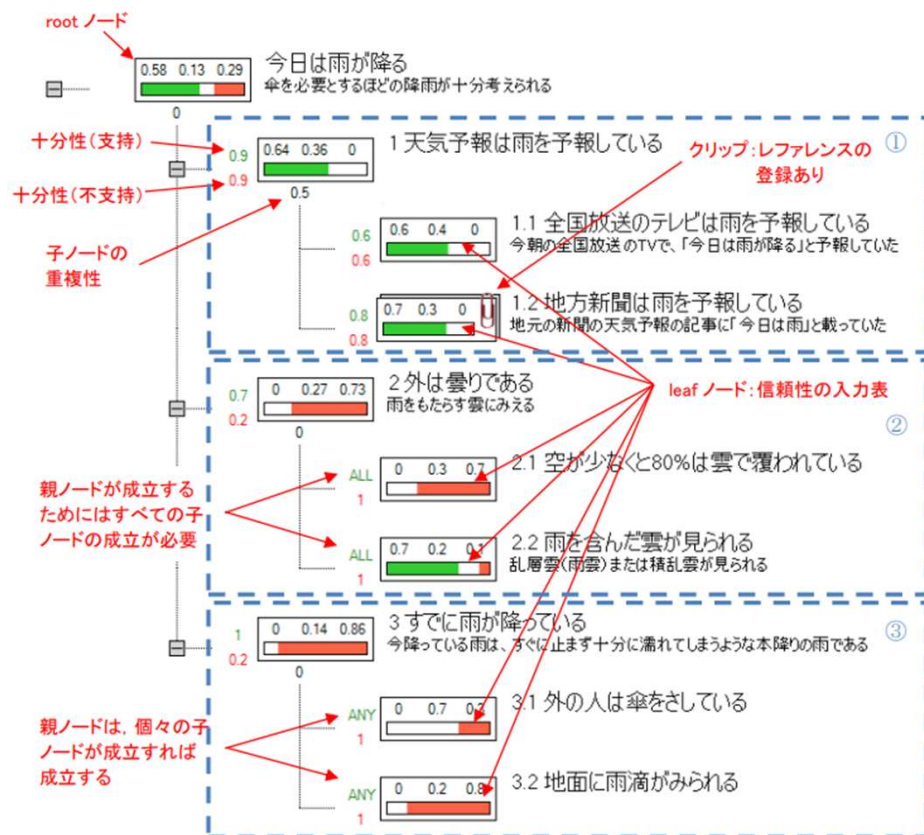 root ノード
0.58 0.13 0.29
今日は雨が降る
傘を必要とするほどの降雨が十分考えられる
0
十分性(支持)
0.9
0.64 0.36 0
1 天気予報は雨を予報している
クリップ:レファレンスの
登録あり
①
十分性(不支持)
0.9
0.5
子ノードの
重複性
0.6
0.6 0.4 0
1.1 全国放送のテレビは雨を予報している
今朝の全国放送のTVで、「今日は雨が降る」と予報していた
0.6
0.8
0.7 0.3 0
1.2 地方新聞は雨を予報している
地元の新聞の天気予報の記事に「今日は雨」と載っていた
0.8
0.7
0 0.27 0.73
2 外は曇りである
雨をもたらす雲にみえる
0.2
leaf ノード:信頼性の入力表
②
0
親ノードが成立する
ためにはすべての子
ノードの成立が必要
ALL
0 0.3 0.7
2.1 空が少なくと80%は雲で覆われている
1
ALL
0.7 0.2 0.1
2.2 雨を含んだ雲が見られる
乱層雲(雨雲)または積乱雲が見られる
1
1
0 0.14 0.86
3 すでに雨が降っている
今降っている雨は、すぐに止まず十分に濡れてしまうような本降りの雨である
③
0.2
0
親ノードは, 個々の子
ノードが成立すれば
成立する
ANY
0 0.7 0.3
3.1 外の人は傘をさしている
1
ANY
0 0.2 0.8
3.2 地面に雨滴がみられる
1